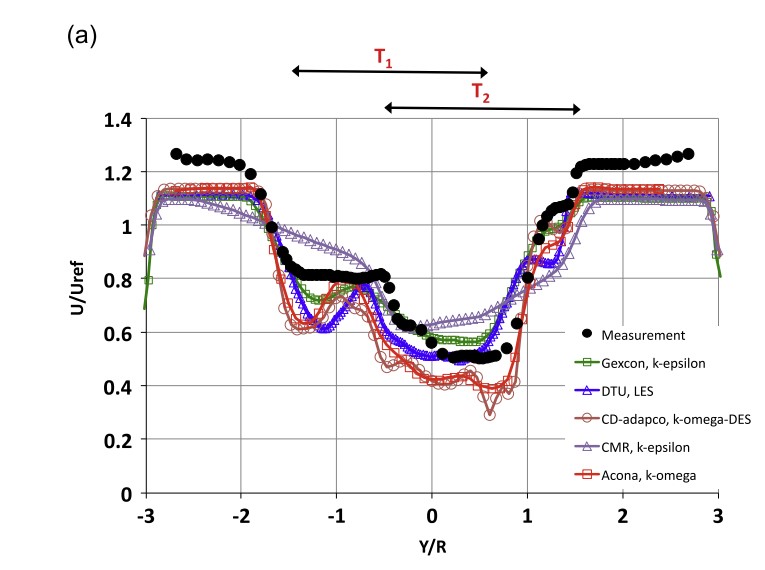 (a)
T1
T2
1.4
1.2
1
0.8
0.6
0.4
0.2
0
U/Uref
-3 -2 -1 0 1 2 3
Y/R
Measurement
Gexcon, k-epsilon
DTU, LES
CD-adapco, k-omega-DES
CMR, k-epsilon
Acona, k-omega